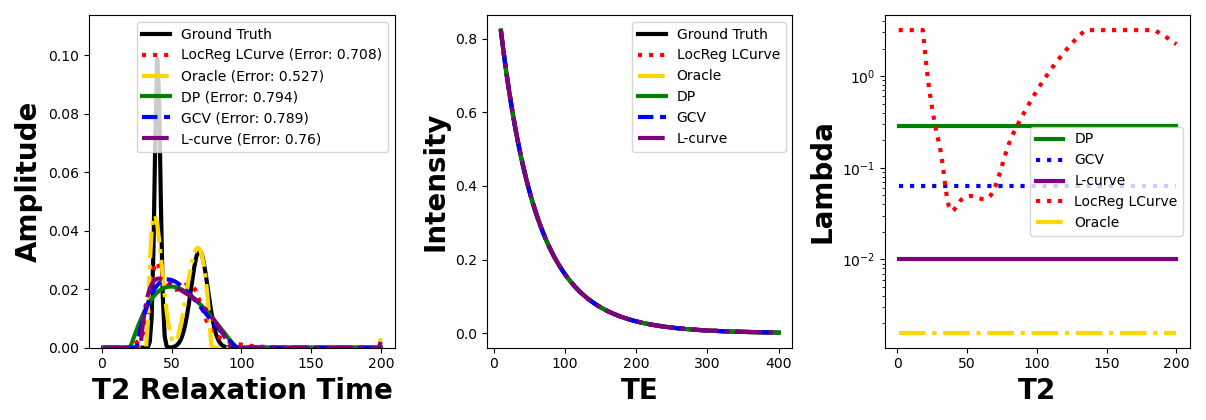 Amplitude
0.10
0.08
0.06
0.04
0.02
0.00
Ground Truth
LocReg LCurve (Error: 0.708)
Oracle (Error: 0.527)
DP (Error: 0.794)
GCV (Error: 0.789)
L-curve (Error: 0.76)
0 50 100 150 200
T2 Relaxation Time
Intensity
0.8
0.6
0.4
0.2
0.0
Ground Truth
LocReg LCurve
Oracle
DP
GCV
L-curve
0 100 200 300 400
TE
Lambda
10⁰
10⁻¹
10⁻²
DP
GCV
L-curve
LocReg LCurve
Oracle
0 50 100 150 200
T2